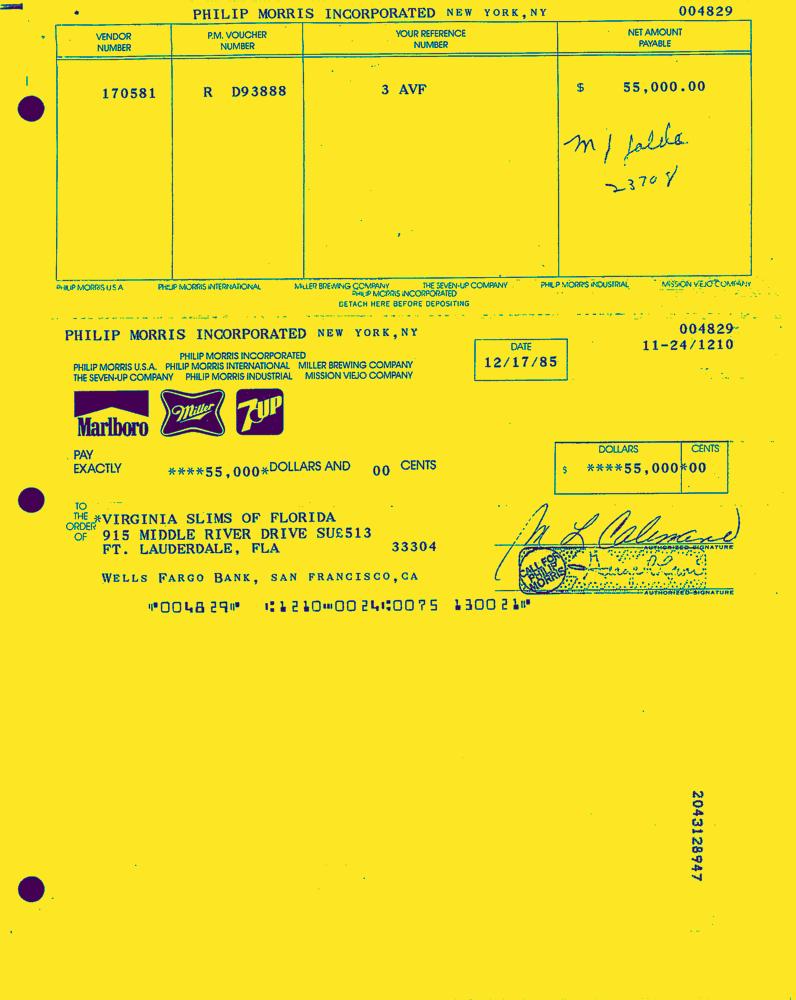 PHILIP MORRIS INCORPORATED NEW YORK, NY 004829
VENDOR NUMBER P.M. VOUCHER NUMBER YOUR REFERENCE NUMBER NET AMOUNT PAYABLE
170581 R D93888 3 AVF $ 55,000.00
23708
PHILIP MORRIS U.S.A. PHILIP MORRIS INTERNATIONAL MILLER BREWING COMPANY THE SEVEN-UP COMPANY PHILIP MORRIS INDUSTRIAL MISSION VIEJO COMPANY
PHILIP MORRIS INCORPORATED
DETACH HERE BEFORE DEPOSITING
PHILIP MORRIS INCORPORATED NEW YORK, NY 004829
11-24/1210
PHILIP MORRIS INCORPORATED
PHILIP MORRIS U.S.A. PHILIP MORRIS INTERNATIONAL MILLER BREWING COMPANY
THE SEVEN-UP COMPANY PHILIP MORRIS INDUSTRIAL MISSION VIEJO COMPANY
DATE
12/17/85
Marlboro Miller 7UP
PAY EXACTLY ****55,000*DOLLARS AND 00 CENTS
DOLLARS CENTS
$ ****55,000*00
TO THE ORDER OF
*VIRGINIA SLIMS OF FLORIDA
915 MIDDLE RIVER DRIVE SU£513
FT. LAUDERDALE, FLA 33304
AUTHORIZED SIGNATURE
CALL FOR PHILIP MORRIS
AUTHORIZED SIGNATURE
WELLS FARGO BANK, SAN FRANCISCO, CA
⑈004829⑈ ⑆1210⑉0024⑆0075 130021⑈
2043128947